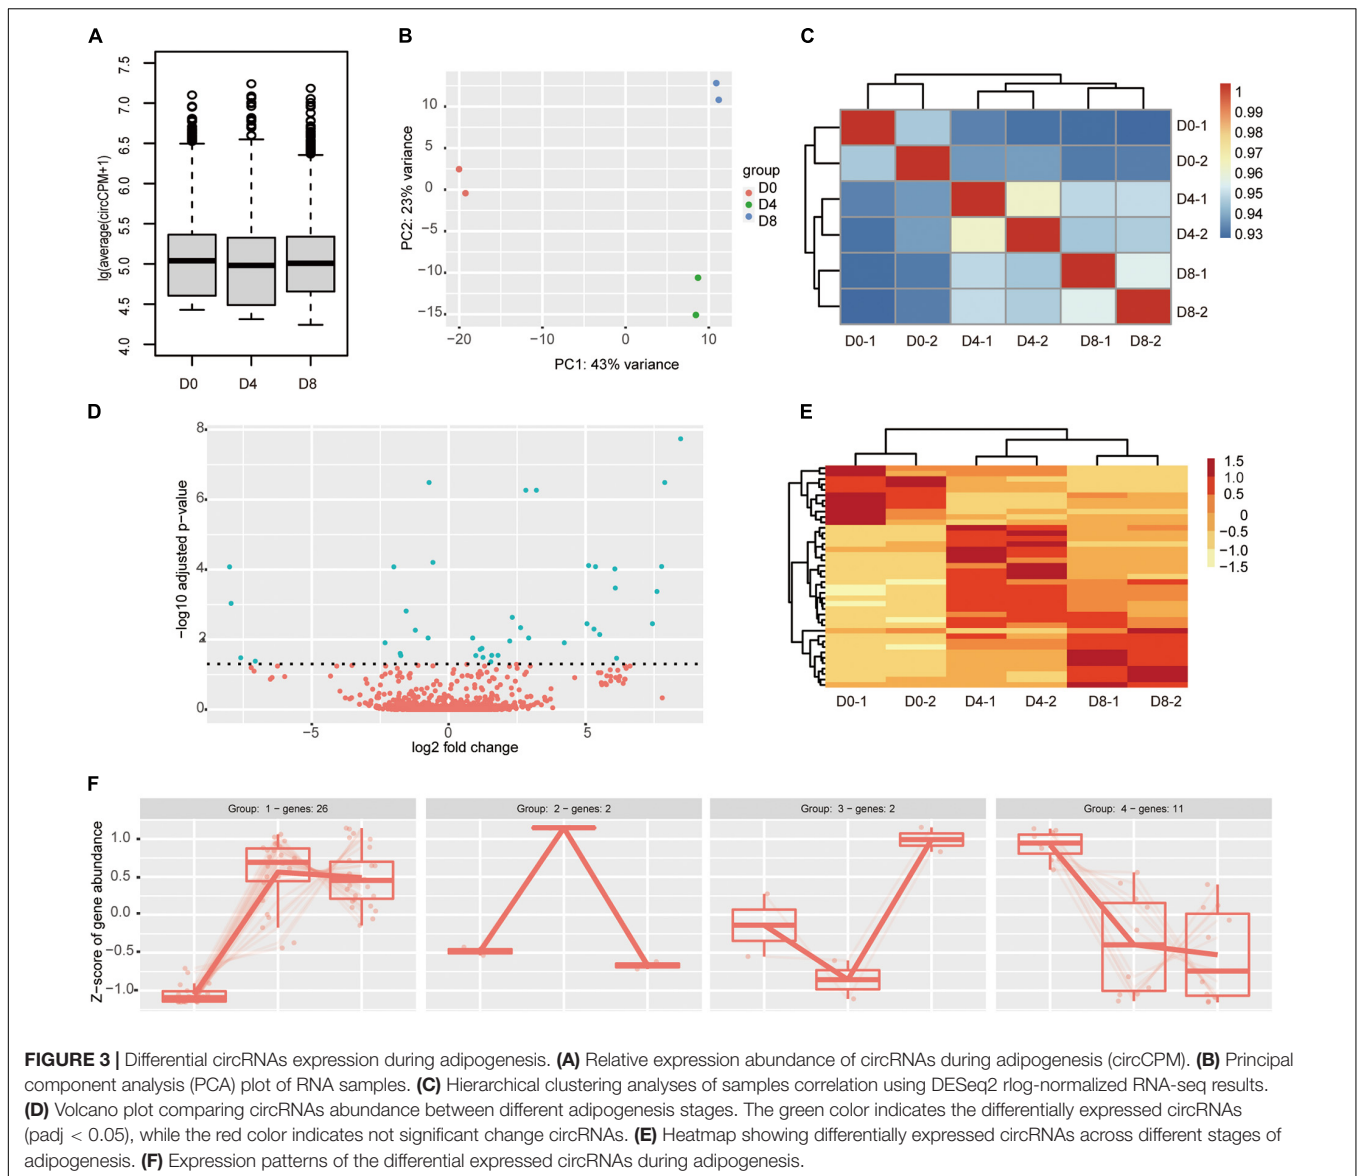 A
lg(average(circCPM+1)
7.5
7.0
6.5
6.0
5.5
5.0
4.5
4.0
D0 D4 D8
B
PC2: 23% variance
10
5
0
−5
−10
−15
−20 −10 0 10
PC1: 43% variance
group
D0
D4
D8
C
D0-1
D0-2
D4-1
D4-2
D8-1
D8-2
D0-1 D0-2 D4-1 D4-2 D8-1 D8-2
1
0.99
0.98
0.97
0.96
0.95
0.94
0.93
D
−log10 adjusted p−value
8
6
4
2
0
−5 0 5
log2 fold change
E
1.5
1.0
0.5
0
−0.5
−1.0
−1.5
D0-1 D0-2 D4-1 D4-2 D8-1 D8-2
F
Group: 1 − genes: 26
Group: 2 − genes: 2
Group: 3 − genes: 2
Group: 4 − genes: 11
Z−score of gene abundance
1.0
0.5
0.0
−0.5
−1.0
FIGURE 3 | Differential circRNAs expression during adipogenesis. (A) Relative expression abundance of circRNAs during adipogenesis (circCPM). (B) Principal
component analysis (PCA) plot of RNA samples. (C) Hierarchical clustering analyses of samples correlation using DESeq2 rlog-normalized RNA-seq results.
(D) Volcano plot comparing circRNAs abundance between different adipogenesis stages. The green color indicates the differentially expressed circRNAs
(padj < 0.05), while the red color indicates not significant change circRNAs. (E) Heatmap showing differentially expressed circRNAs across different stages of
adipogenesis. (F) Expression patterns of the differential expressed circRNAs during adipogenesis.